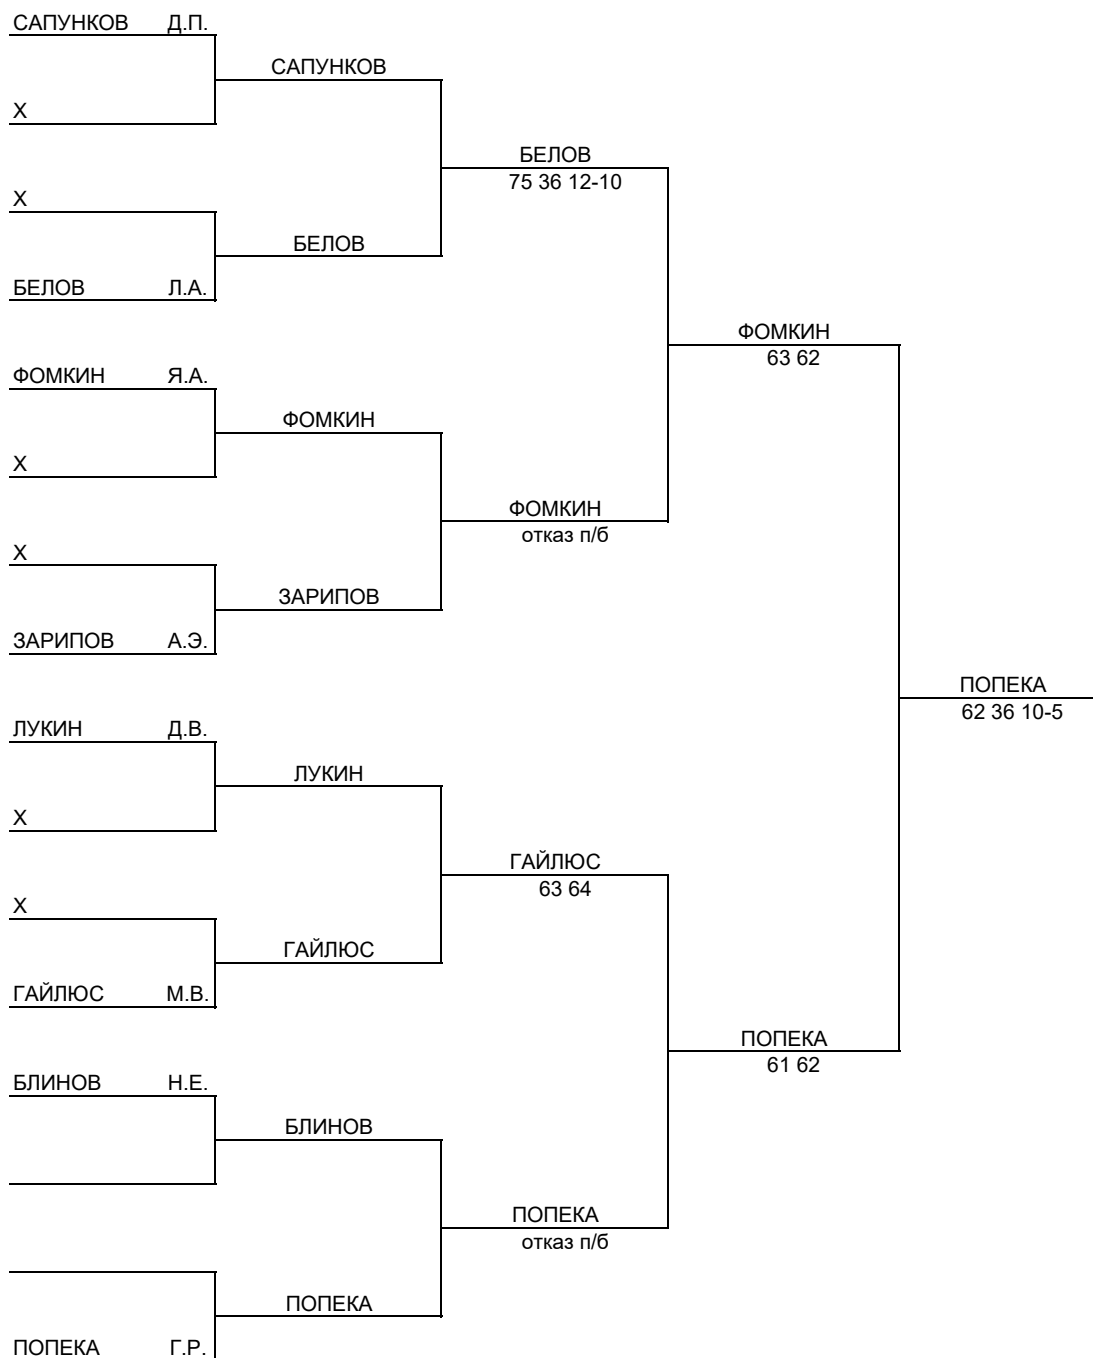 САПУНКОВ Д.П.
САПУНКОВ
X
БЕЛОВ
75 36 12-10
X
БЕЛОВ
БЕЛОВ Л.А.
ФОМКИН
63 62
ФОМКИН Я.А.
ФОМКИН
X
ФОМКИН
отказ п/б
X
ЗАРИПОВ
ЗАРИПОВ А.Э.
ПОПЕКА
62 36 10-5
ЛУКИН Д.В.
ЛУКИН
X
ГАЙЛЮС
63 64
X
ГАЙЛЮС
ГАЙЛЮС М.В.
ПОПЕКА
61 62
БЛИНОВ Н.Е.
БЛИНОВ
ПОПЕКА
отказ п/б
ПОПЕКА
ПОПЕКА Г.Р.